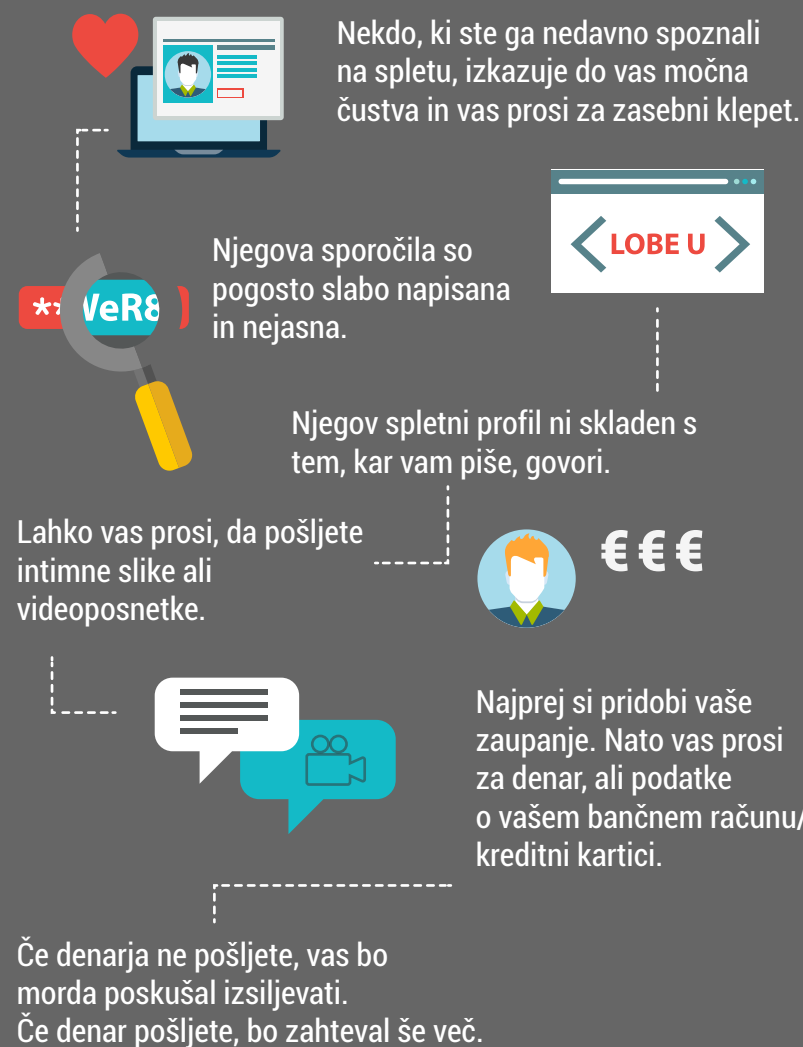 Nekdo, ki ste ga nedavno spoznali
na spletu, izkazuje do vas močna
čustva in vas prosi za zasebni klepet.
LOBE U
Njegova sporočila so
pogosto slabo napisana
in nejasna.
** WeR8
Njegov spletni profil ni skladen s
tem, kar vam piše, govori.
Lahko vas prosi, da pošljete
intimne slike ali
videoposnetke.
€ € €
Najprej si pridobi vaše
zaupanje. Nato vas prosi
za denar, ali podatke
o vašem bančnem računu/
kreditni kartici.
Če denarja ne pošljete, vas bo
morda poskušal izsiljevati.
Če denar pošljete, bo zahteval še več.